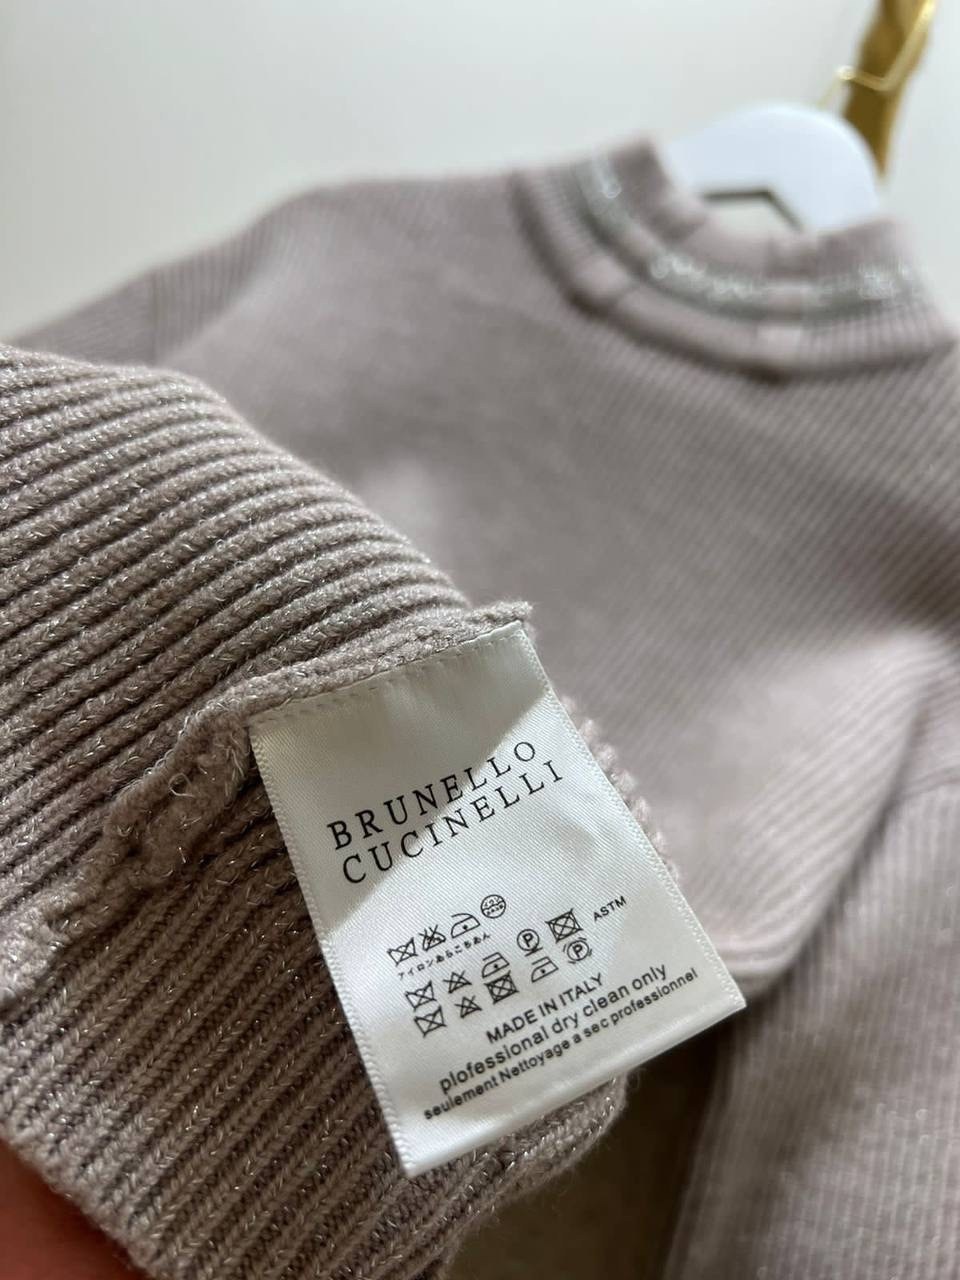 BRUNELLO
CUCINELLI
アイロンあらこちあん
ASTM
MADE IN ITALY
plofessional dry clean only
seulement Nettoyage a sec professionnel